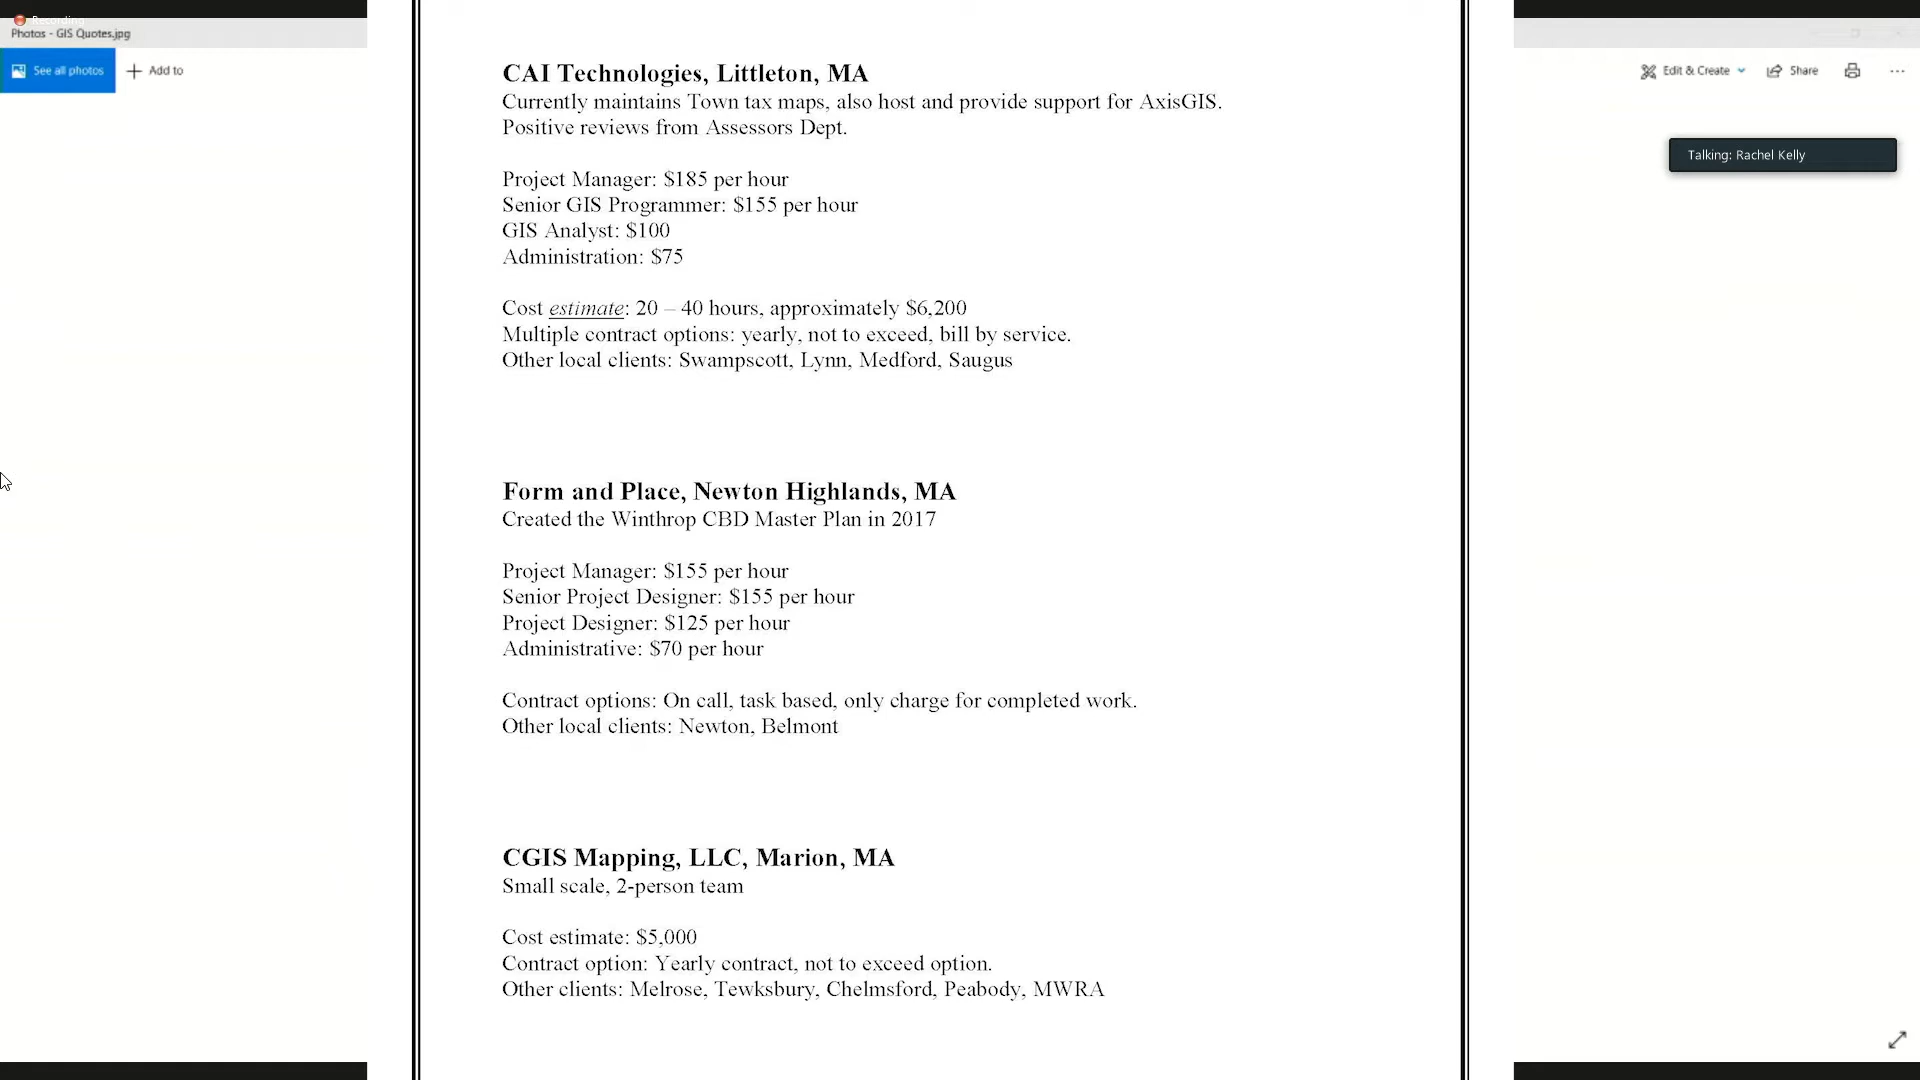 Recording
Photos - GIS Quotes.jpg
See all photos
Add to
Edit & Create
Share
Talking: Rachel Kelly
CAI Technologies, Littleton, MA
Currently maintains Town tax maps, also host and provide support for AxisGIS.
Positive reviews from Assessors Dept.
Project Manager: $185 per hour
Senior GIS Programmer: $155 per hour
GIS Analyst: $100
Administration: $75
Cost estimate: 20 – 40 hours, approximately $6,200
Multiple contract options: yearly, not to exceed, bill by service.
Other local clients: Swampscott, Lynn, Medford, Saugus
Form and Place, Newton Highlands, MA
Created the Winthrop CBD Master Plan in 2017
Project Manager: $155 per hour
Senior Project Designer: $155 per hour
Project Designer: $125 per hour
Administrative: $70 per hour
Contract options: On call, task based, only charge for completed work.
Other local clients: Newton, Belmont
CGIS Mapping, LLC, Marion, MA
Small scale, 2-person team
Cost estimate: $5,000
Contract option: Yearly contract, not to exceed option.
Other clients: Melrose, Tewksbury, Chelmsford, Peabody, MWRA